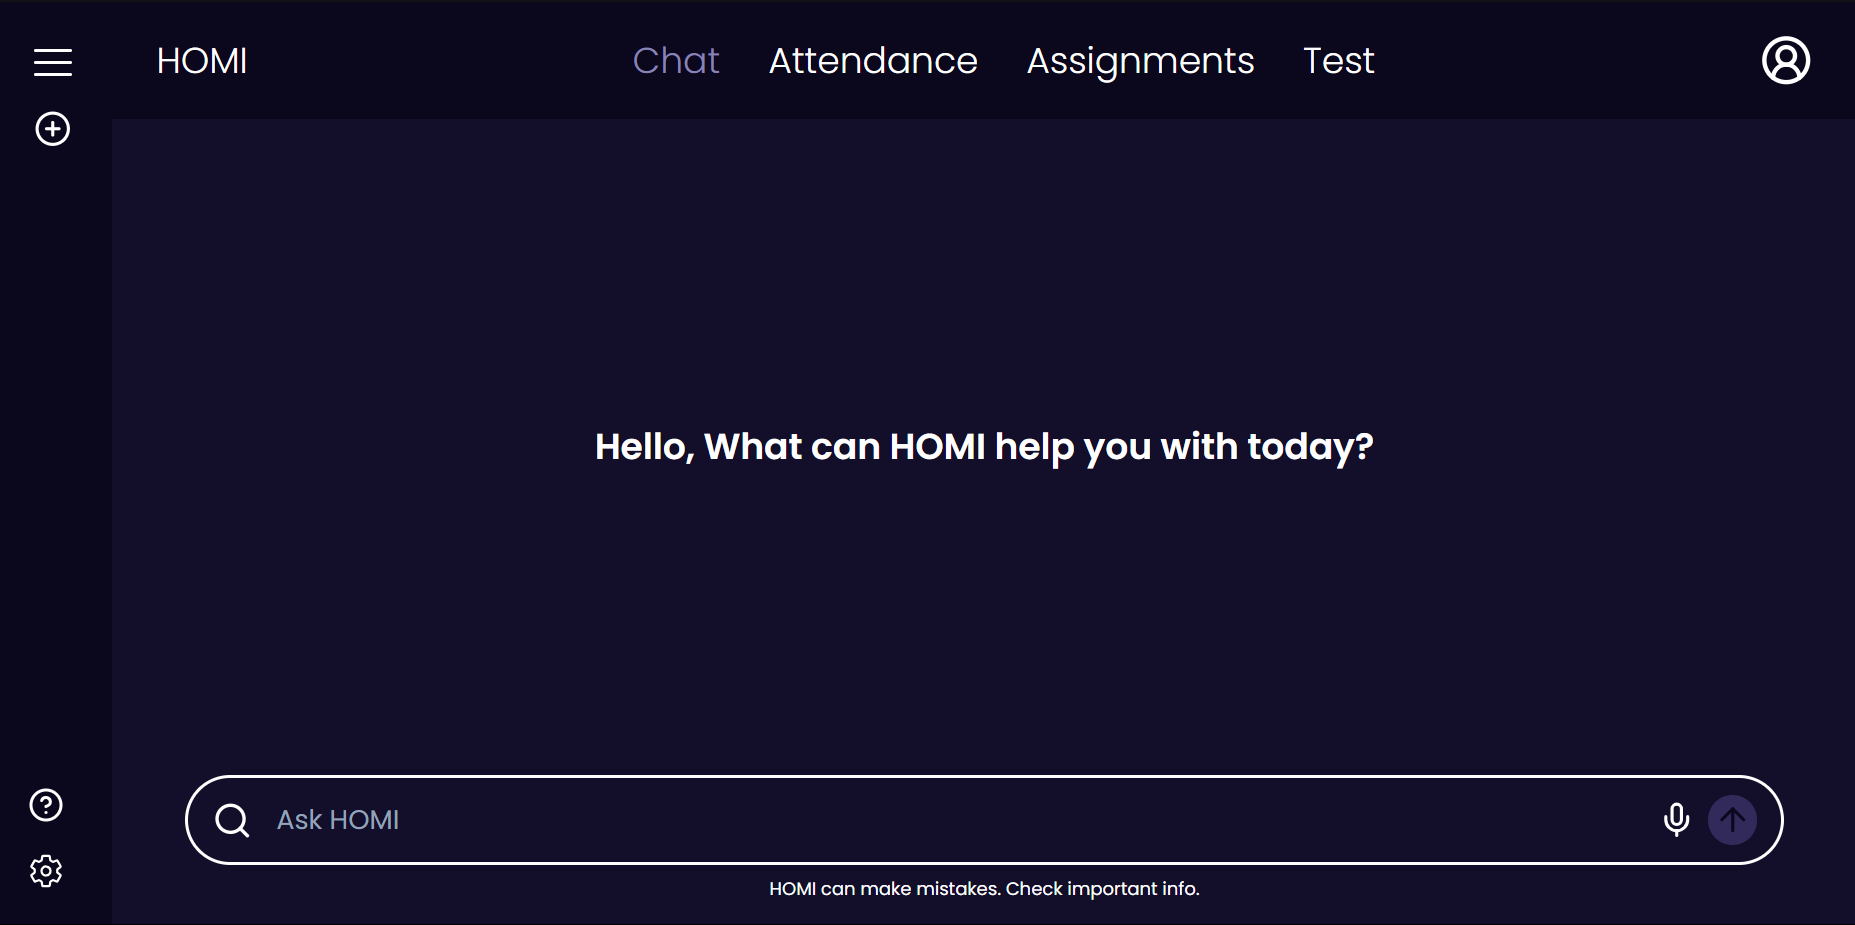 HOMI
Chat Attendance Assignments Test
Hello, What can HOMI help you with today?
Ask HOMI
HOMI can make mistakes. Check important info.